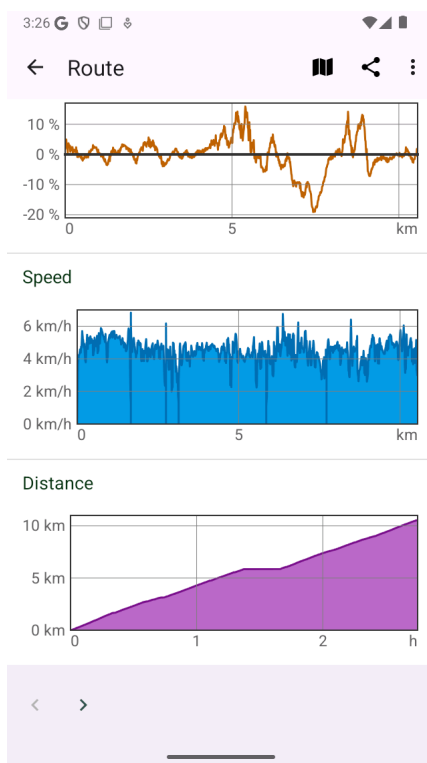 3:26
Route
10 %
0 %
-10 %
-20 %
0 5 km
Speed
6 km/h
4 km/h
2 km/h
0 km/h
0 5 km
Distance
10 km
5 km
0 km
0 1 2 h